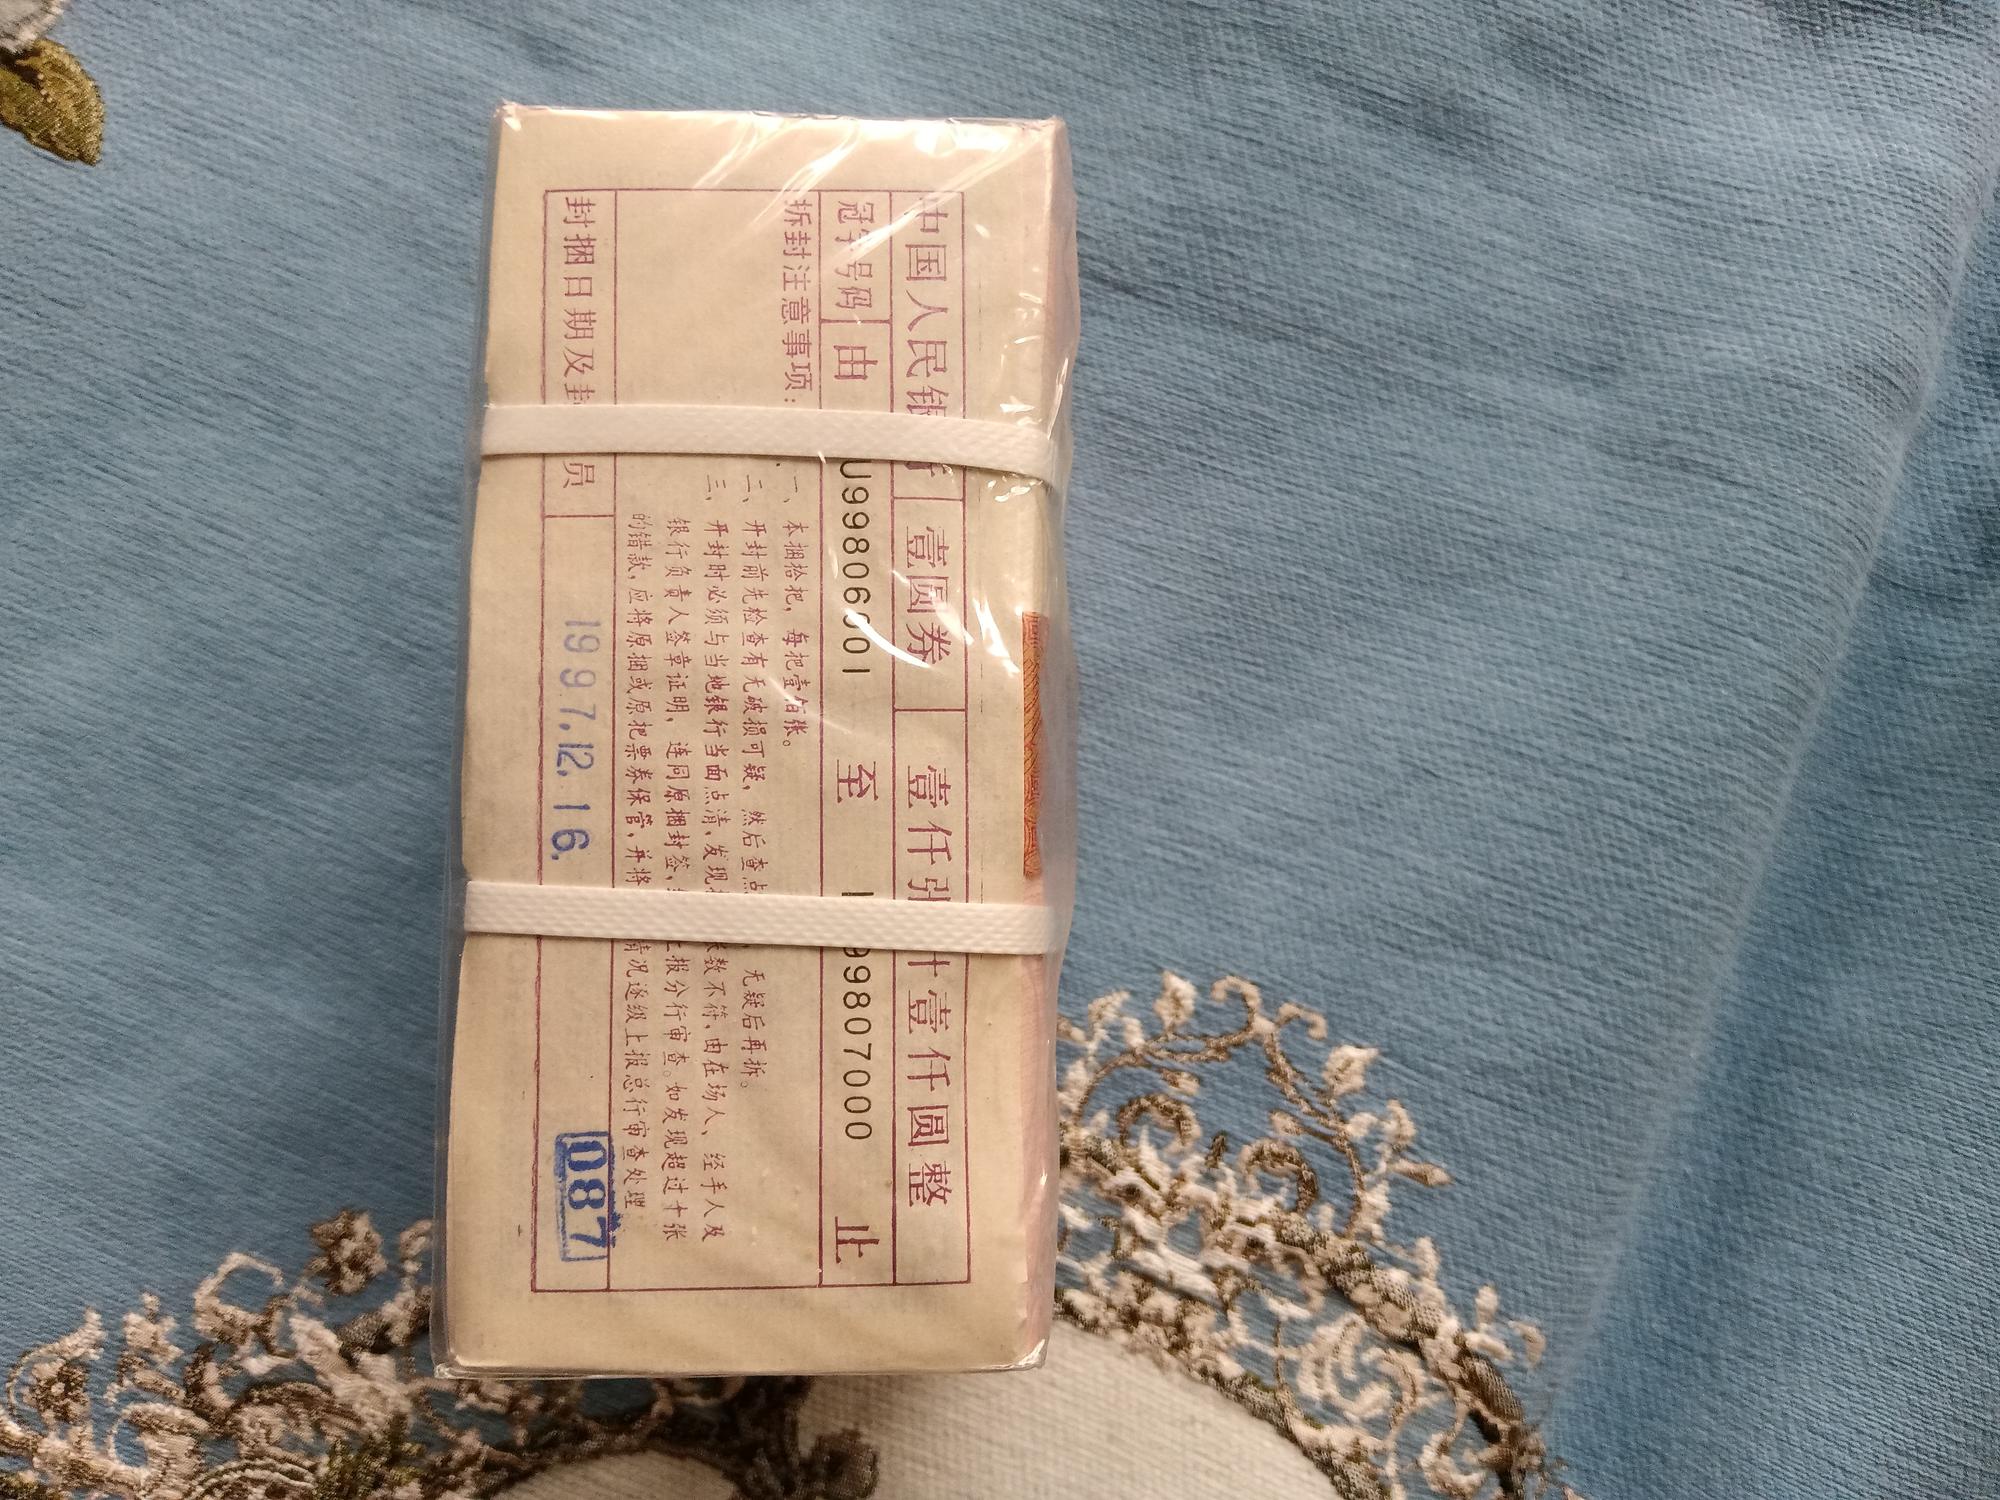 中国人民银行 壹圆券 壹仟张计壹仟圆整
冠字号码 由 U99806001 至 99807000 止
拆封注意事项：
一、本捆拾把，每把壹佰张。
二、开封前先检查有无破损可疑，然后查点 无疑后再拆。
三、开封时必须与当地银行当面点清，发现 数不符，由在场人、经手人及
银行负责人签章证明，连同原捆封签， 报分行审查。如发现超过十张
的错款，应将原捆或原把票券保管，并将 情况逐级上报总行审查处理
封捆日期及封 员 1997.12.16. 087